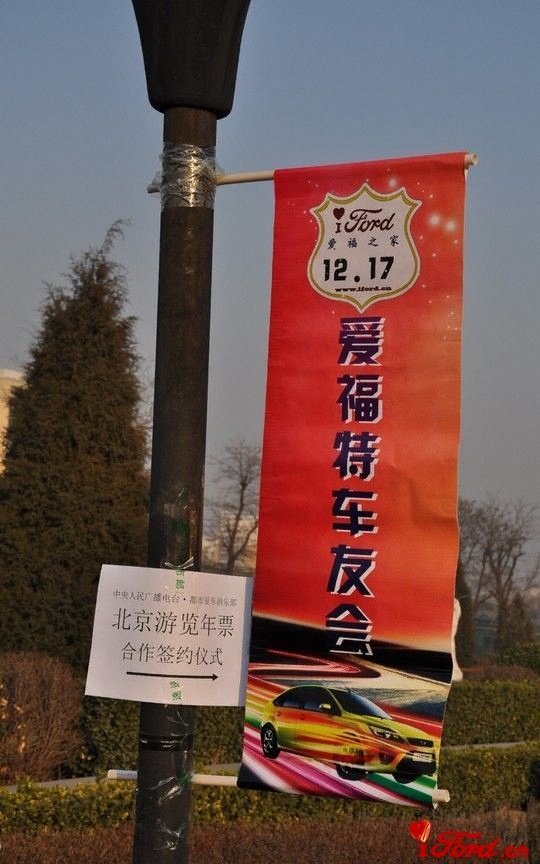 I Ford
爱福之家
12.17
www.iford.cn
爱福特车友会
中央人民广播电台·都市爱车俱乐部
北京游览年票
合作签约仪式
iFord.cn